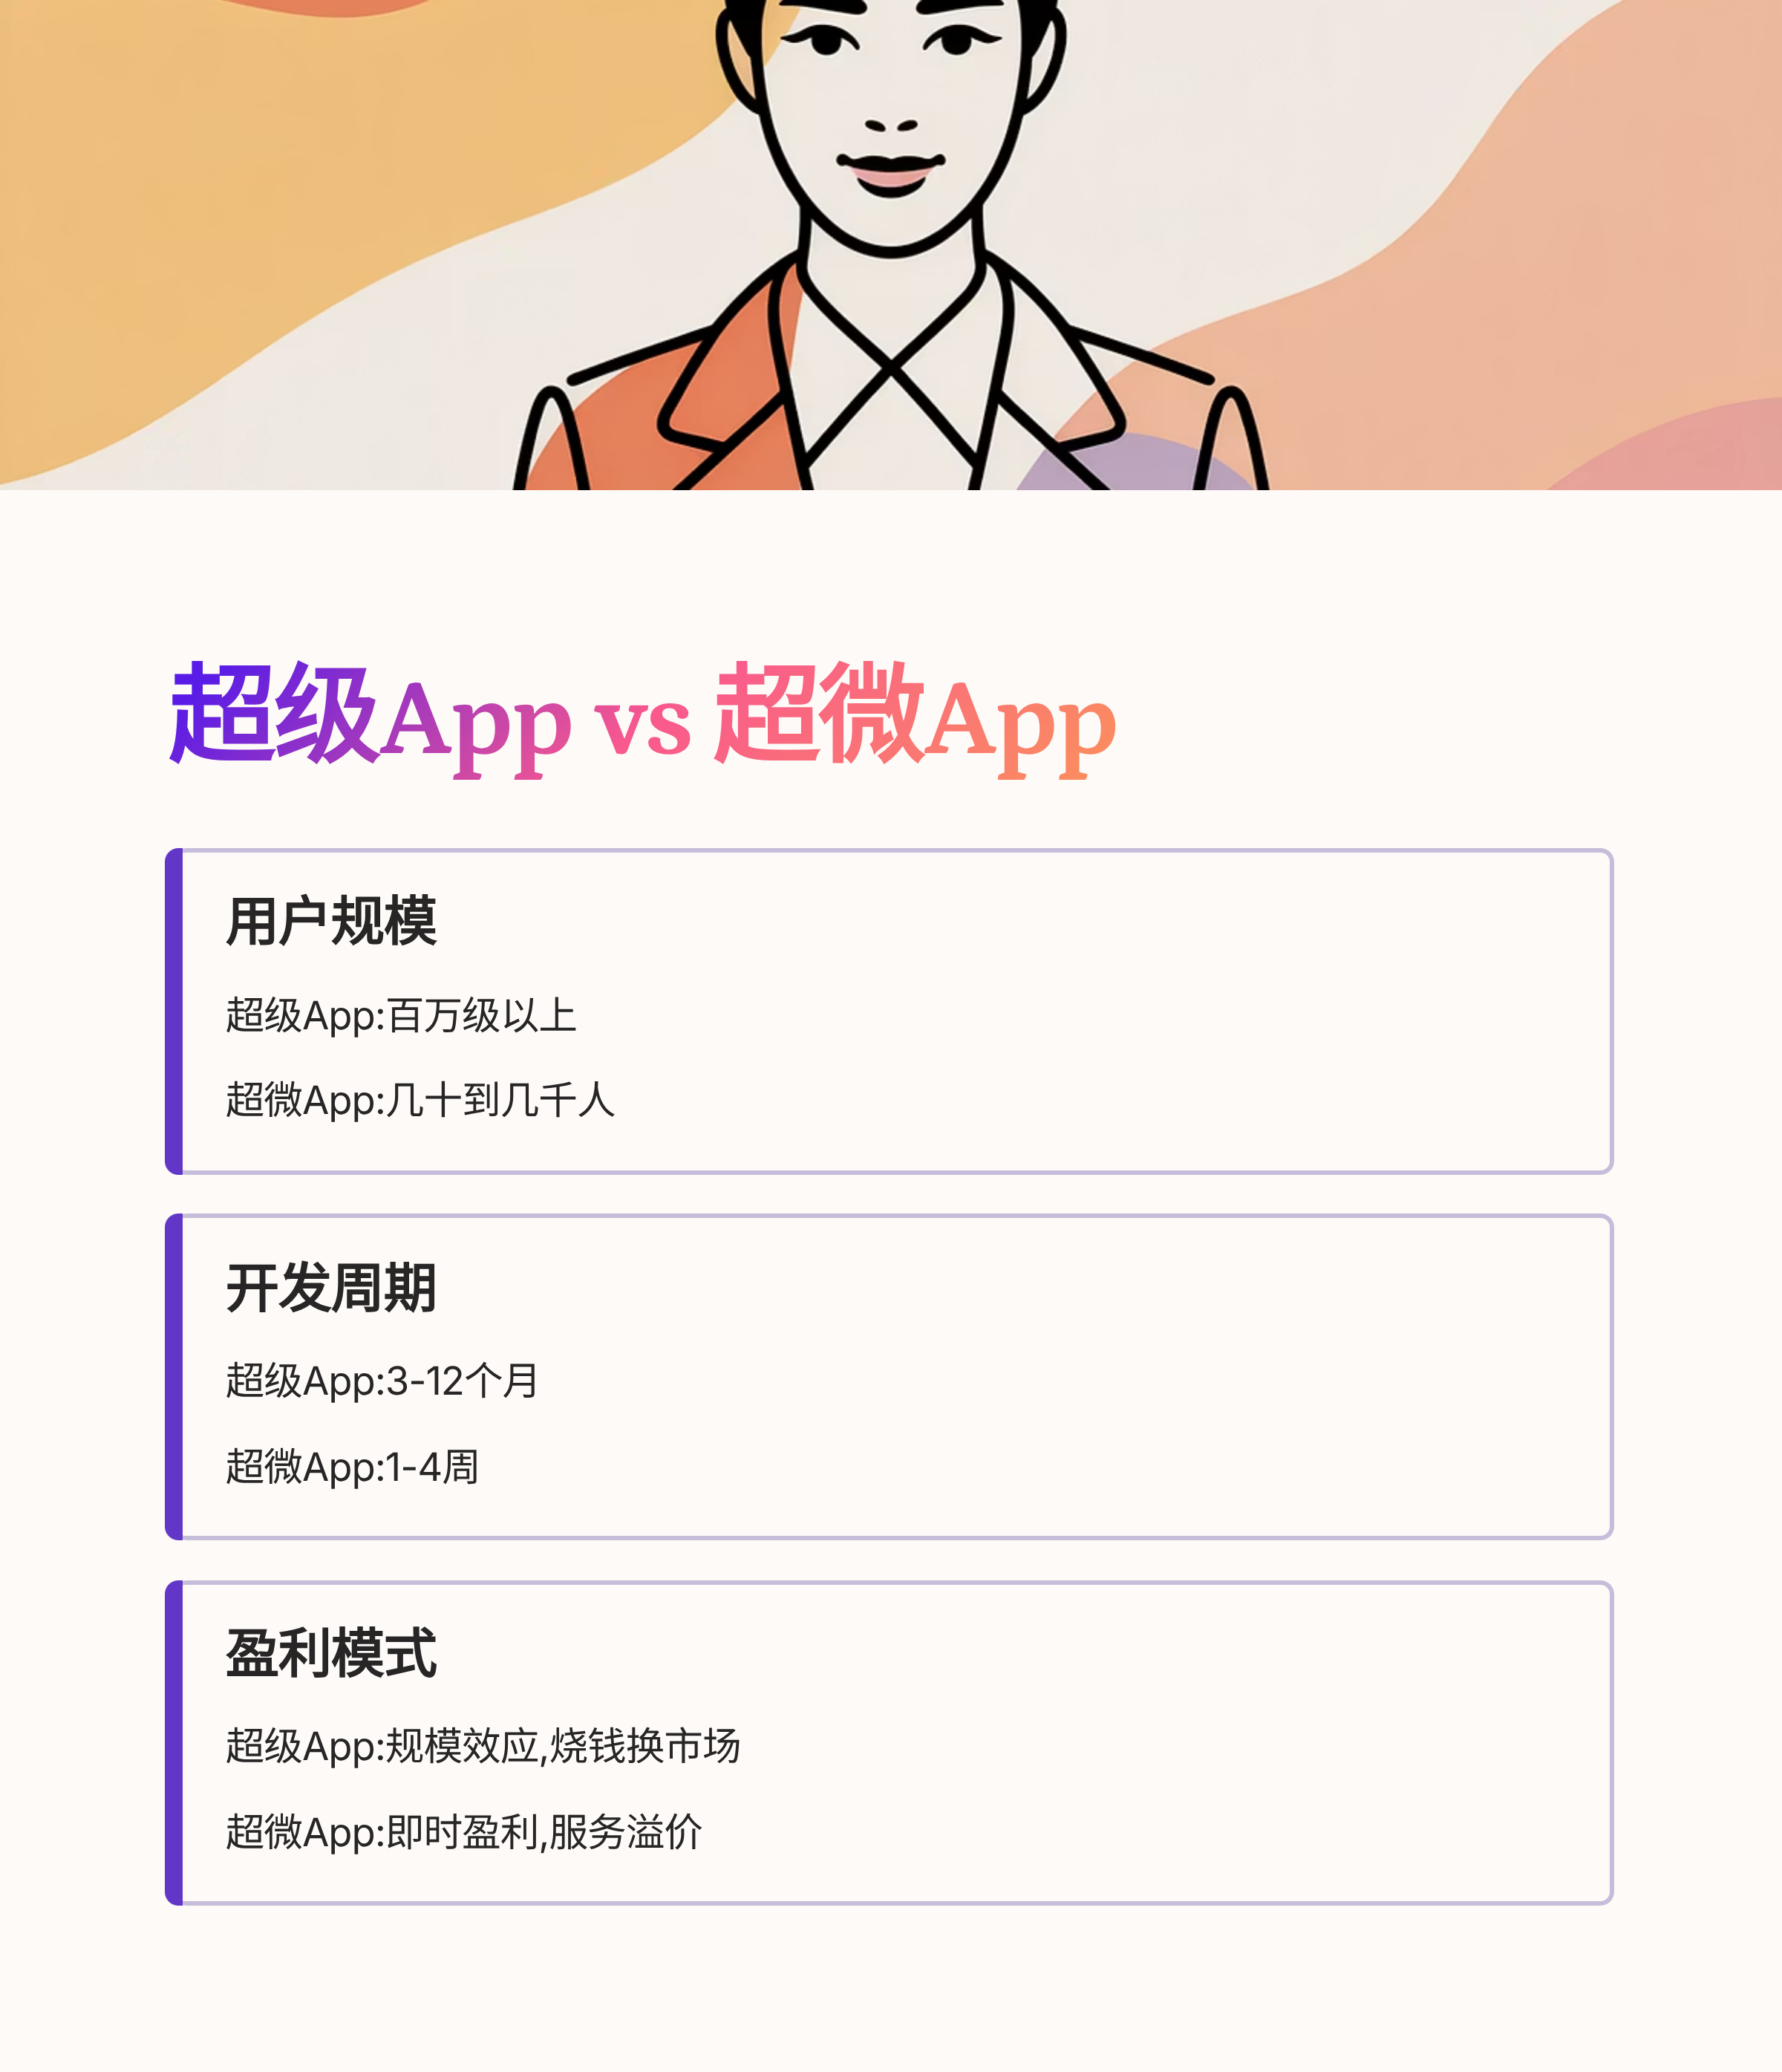 超级App vs 超微App
用户规模
超级App:百万级以上
超微App:几十到几千人
开发周期
超级App:3-12个月
超微App:1-4周
盈利模式
超级App:规模效应,烧钱换市场
超微App:即时盈利,服务溢价